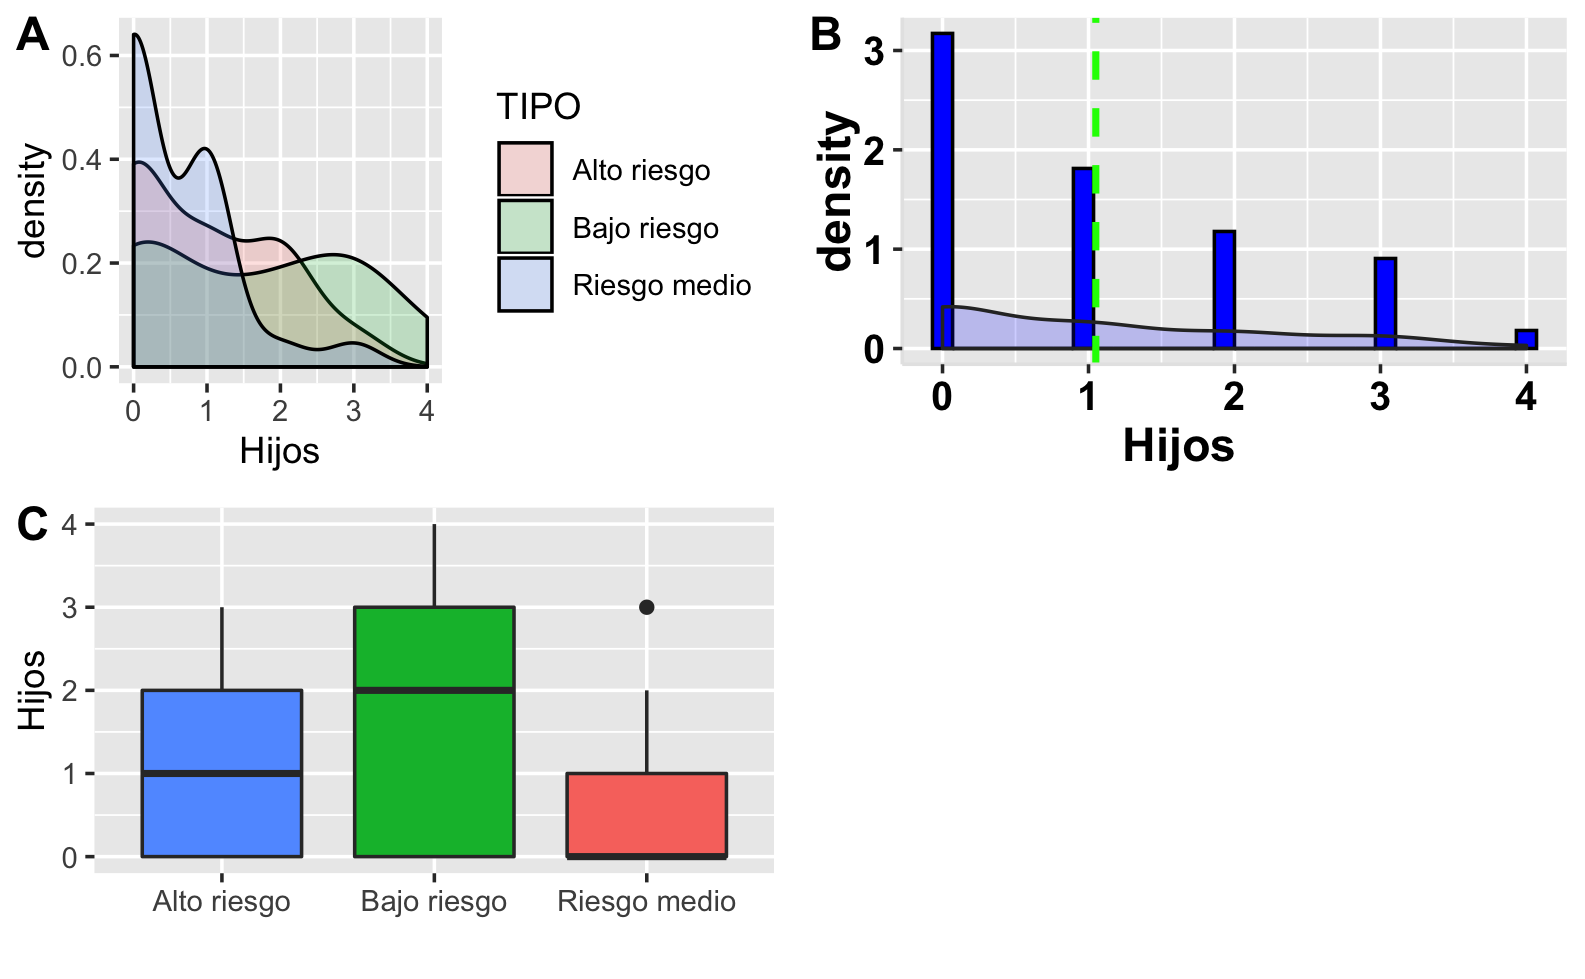 A
0.6
0.4
0.2
0.0
density
0 1 2 3 4
Hijos
TIPO
Alto riesgo
Bajo riesgo
Riesgo medio
B
3
2
1
0
density
0 1 2 3 4
Hijos
C
4
3
2
1
0
Hijos
Alto riesgo Bajo riesgo Riesgo medio